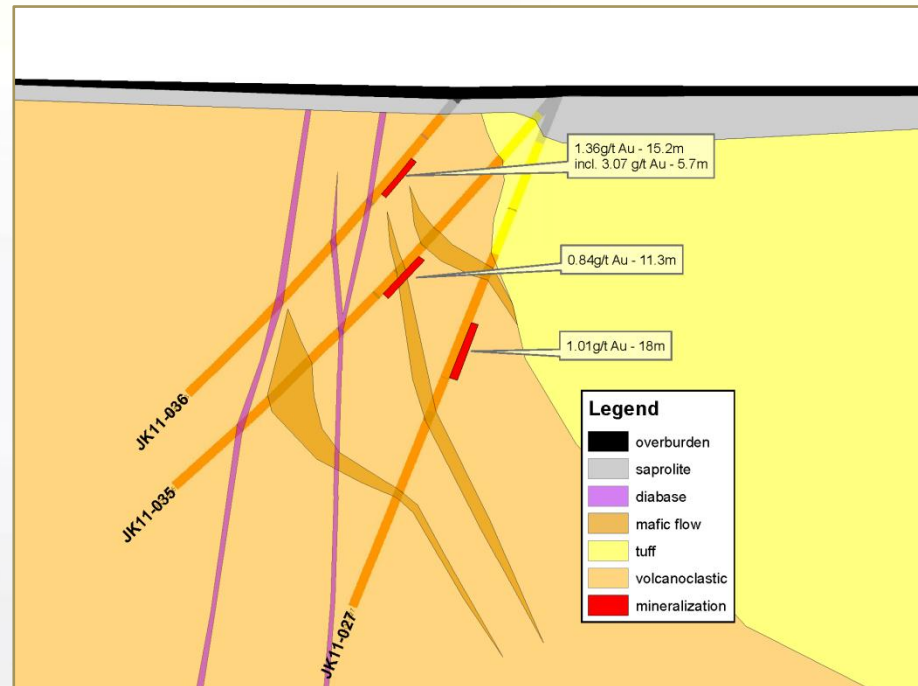 1.36g/t Au - 15.2m
incl. 3.07 g/t Au - 5.7m
0.84g/t Au - 11.3m
1.01g/t Au - 18m
JK11-036
JK11-035
JK11-027
Legend
overburden
saprolite
diabase
mafic flow
tuff
volcanoclastic
mineralization